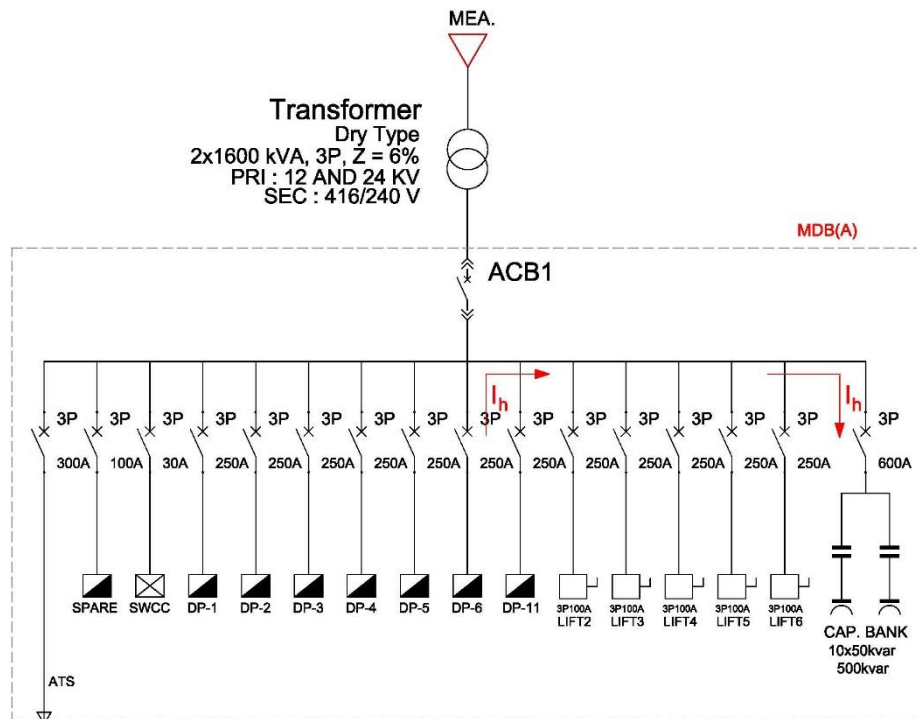 MEA.
Transformer
Dry Type
2x1600 kVA, 3P, Z = 6%
PRI : 12 AND 24 KV
SEC : 416/240 V
MDB(A)
ACB1
Ih
Ih
3P 3P 3P 3P 3P 3P 3P 3P 3P 3P 3P 3P 3P 3P 3P 3P
300A 100A 30A 250A 250A 250A 250A 250A 250A 250A 250A 250A 250A 250A 600A
SPARE SWCC DP-1 DP-2 DP-3 DP-4 DP-5 DP-6 DP-11
3P100A 3P100A 3P100A 3P100A 3P100A
LIFT2 LIFT3 LIFT4 LIFT5 LIFT6
CAP. BANK
10x50kvar
500kvar
ATS